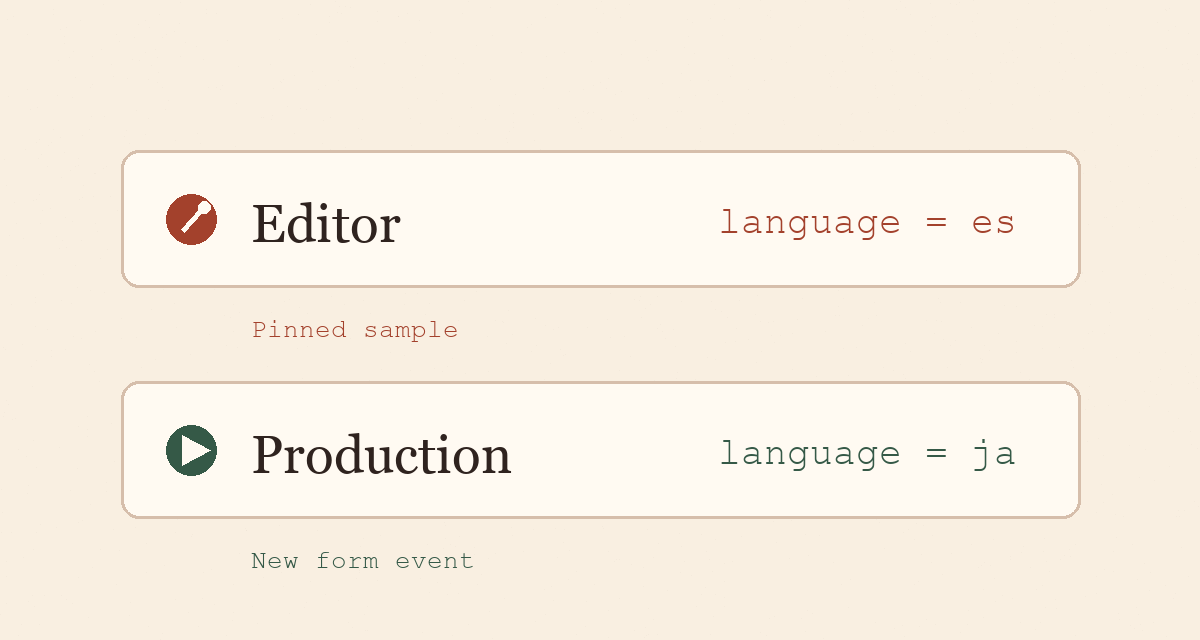 Editor
language = es
Pinned sample
Production
language = ja
New form event